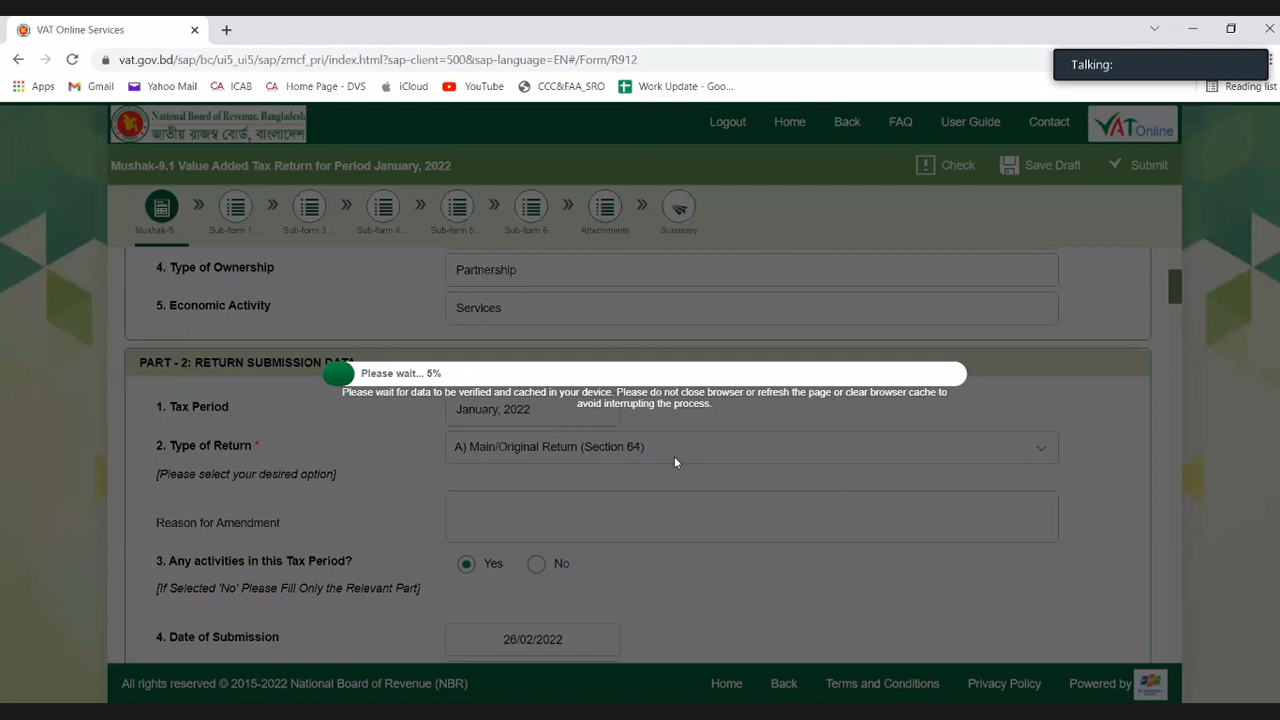 VAT Online Services
vat.gov.bd/sap/bc/ui5_ui5/sap/zmcf_pri/index.html?sap-client=500&sap-language=EN#/Form/R912
Talking:
Apps Gmail Yahoo Mail ICAB Home Page - DVS iCloud YouTube CCC&FAA_SRO Work Update - Goo... Reading list
National Board of Revenue, Bangladesh
জাতীয় রাজস্ব বোর্ড, বাংলাদেশ
Logout Home Back FAQ User Guide Contact VAT Online
Mushak-9.1 Value Added Tax Return for Period January, 2022 Check Save Draft Submit
Mushak-9... Sub-form 1... Sub-form 3... Sub-form 4... Sub-form 5... Sub-form 6... Attachments Summary
4. Type of Ownership Partnership
5. Economic Activity Services
PART - 2: RETURN SUBMISSION DATA
Please wait... 5%
Please wait for data to be verified and cached in your device. Please do not close browser or refresh the page or clear browser cache to
avoid interrupting the process.
1. Tax Period January, 2022
2. Type of Return * A) Main/Original Return (Section 64)
[Please select your desired option]
Reason for Amendment
3. Any activities in this Tax Period? Yes No
[If Selected 'No' Please Fill Only the Relevant Part]
4. Date of Submission 26/02/2022
All rights reserved © 2015-2022 National Board of Revenue (NBR) Home Back Terms and Conditions Privacy Policy Powered by